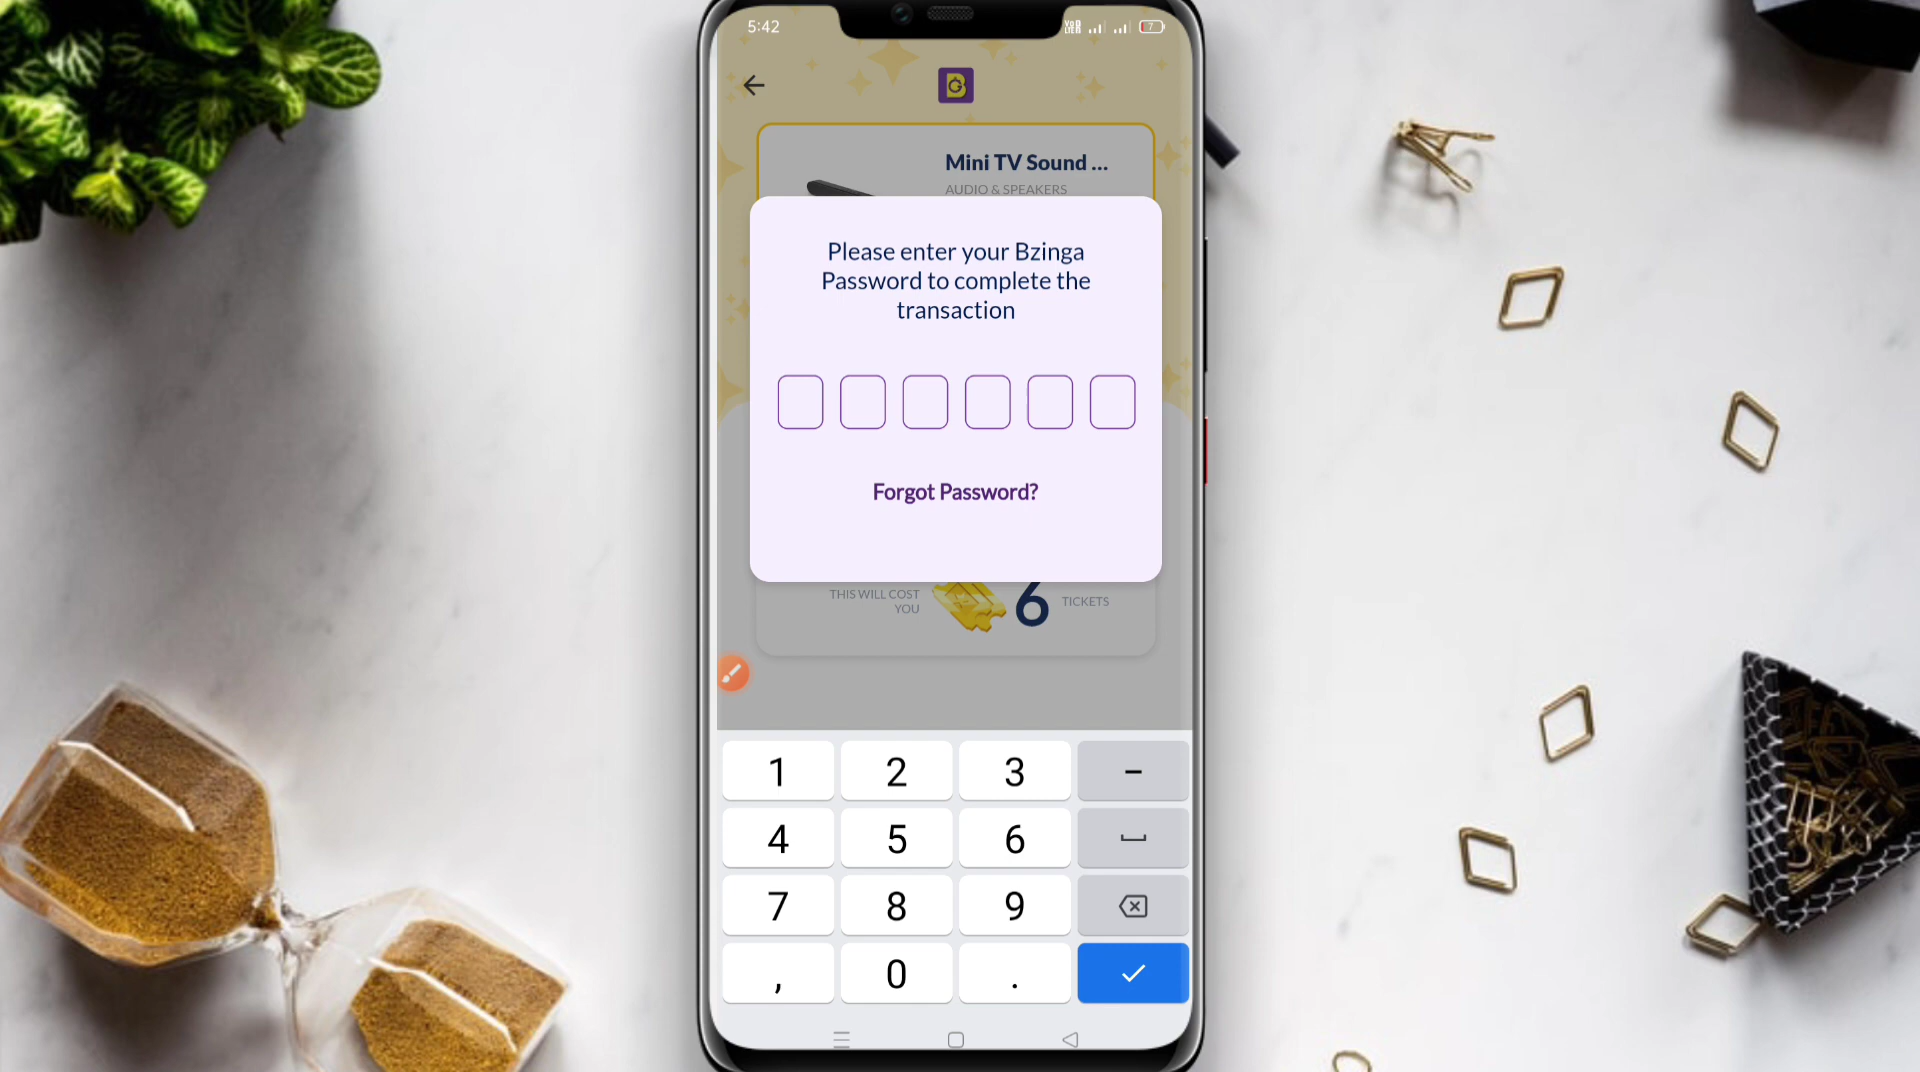 5:42
7
Mini TV Sound ...
AUDIO & SPEAKERS
Please enter your Bzinga
Password to complete the
transaction
Forgot Password?
THIS WILL COST
YOU
6 TICKETS
1 2 3 -
4 5 6
7 8 9
, 0 .